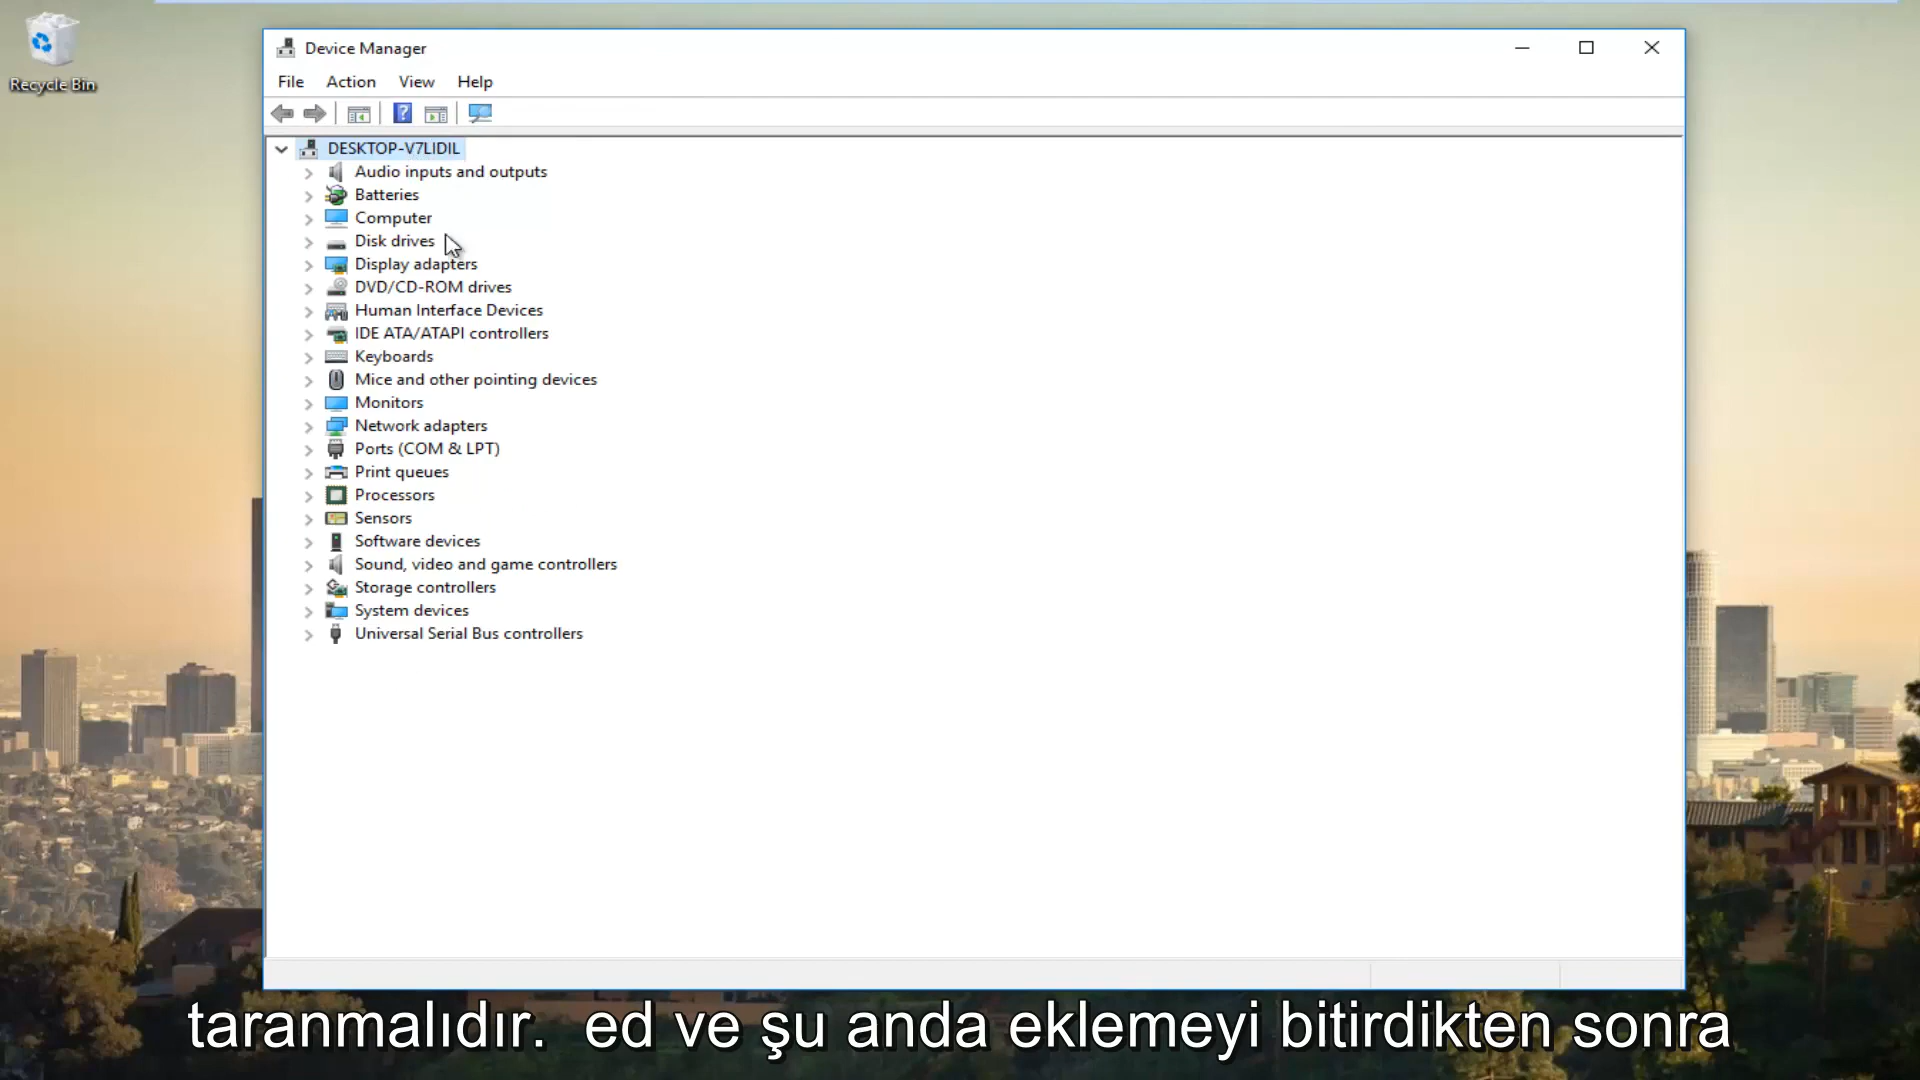 Recycle Bin
Device Manager
File Action View Help
DESKTOP-V7LIDIL
Audio inputs and outputs
Batteries
Computer
Disk drives
Display adapters
DVD/CD-ROM drives
Human Interface Devices
IDE ATA/ATAPI controllers
Keyboards
Mice and other pointing devices
Monitors
Network adapters
Ports (COM & LPT)
Print queues
Processors
Sensors
Software devices
Sound, video and game controllers
Storage controllers
System devices
Universal Serial Bus controllers
taranmalıdır. ed ve şu anda eklemeyi bitirdikten sonra